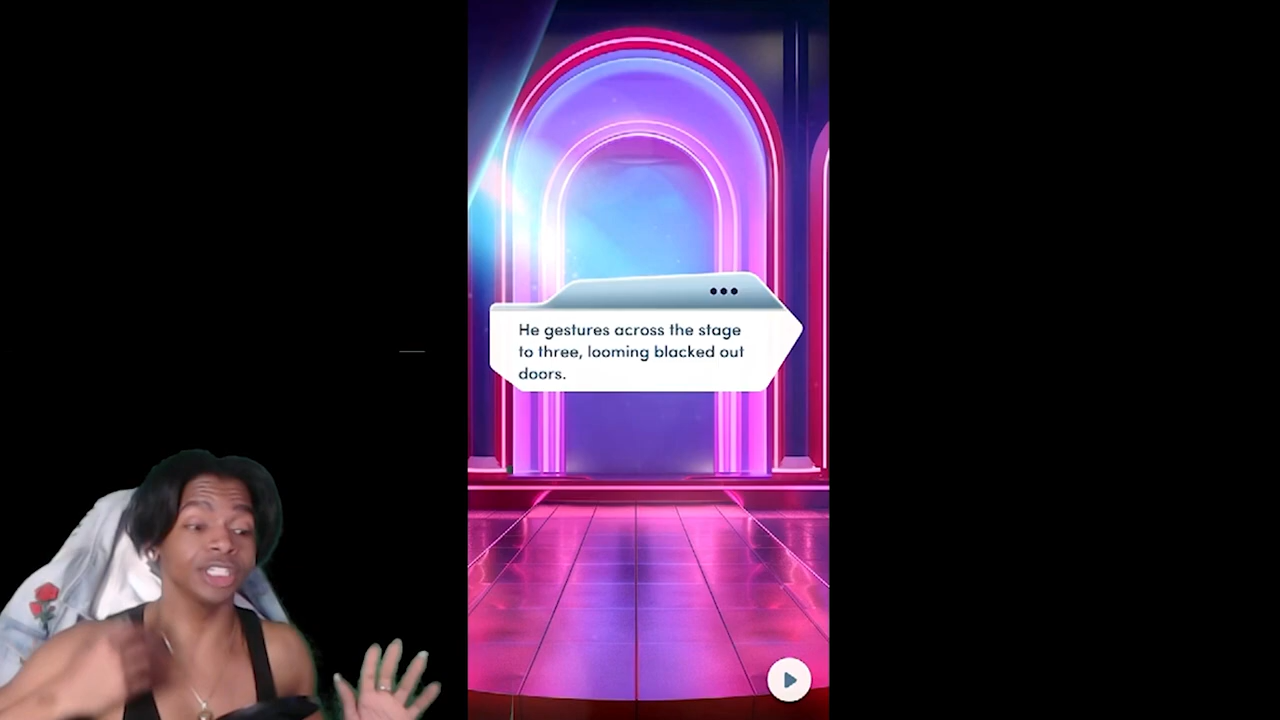 He gestures across the stage
to three, looming blacked out
doors.